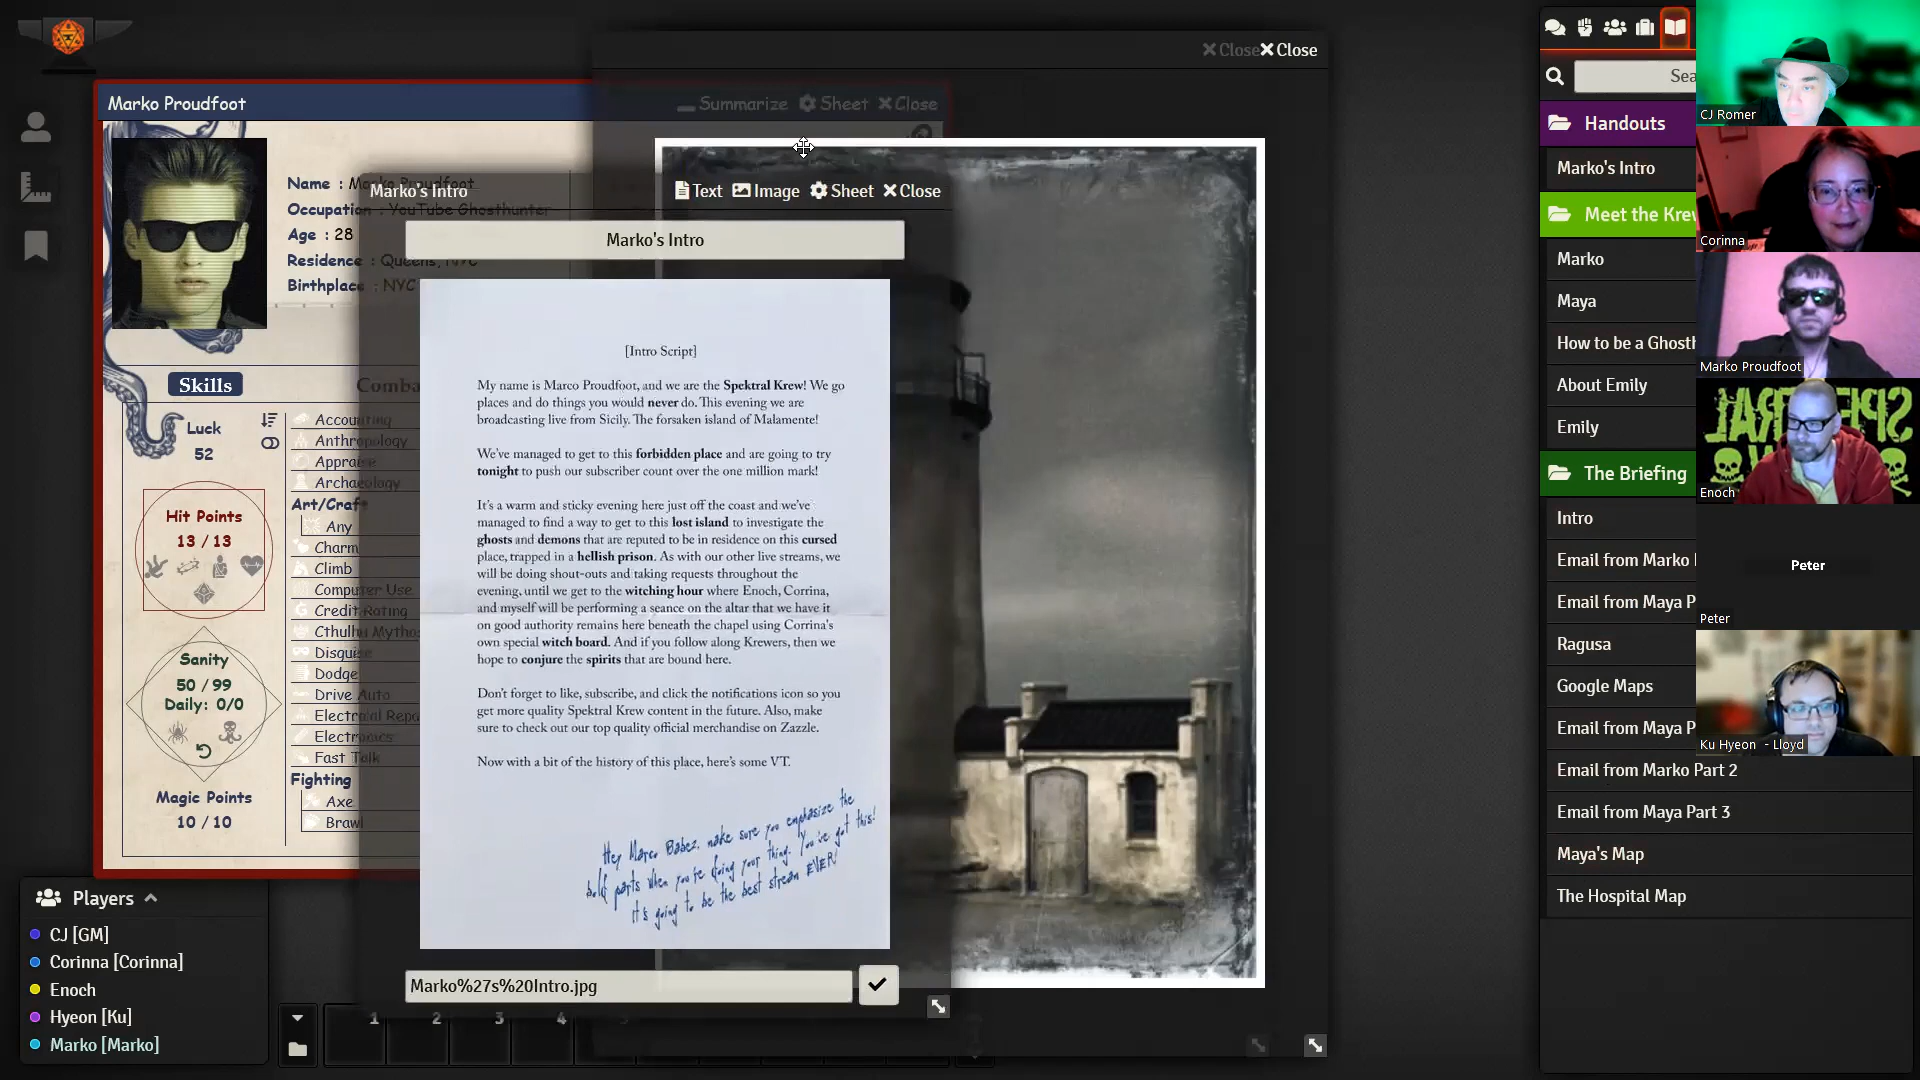 Close
Close
Marko Proudfoot
Summarize Sheet Close
Name : Marko Proudfoot
Occupation : YouTube Ghosthunter
Age : 28
Residence : Queens, NYC
Birthplace : NYC
Skills
Combat
Luck
52
Hit Points
13 / 13
Sanity
50 / 99
Daily: 0/0
Magic Points
10 / 10
Accounting
Anthropology
Appraise
Archaeology
Art/Craft
Any
Charm
Climb
Computer Use
Credit Rating
Cthulhu Mythos
Disguise
Dodge
Drive Auto
Electrical Repa
Electronics
Fast Talk
Fighting
Axe
Brawl
Marko's Intro
Text Image Sheet Close
Marko's Intro
[Intro Script]
My name is Marco Proudfoot, and we are the Spektral Krew! We go
places and do things you would never do. This evening we are
broadcasting live from Sicily. The forsaken island of Malamente!
We've managed to get to this forbidden place and are going to try
tonight to push our subscriber count over the one million mark!
It's a warm and sticky evening here just off the coast and we've
managed to find a way to get to this lost island to investigate the
ghosts and demons that are reputed to be in residence on this cursed
place, trapped in a hellish prison. As with our other live streams, we
will be doing shout-outs and taking requests throughout the
evening, until we get to the witching hour where Enoch, Corrina,
and myself will be performing a seance on the altar that we have it
on good authority remains here beneath the chapel using Corrina's
own special witch board. And if you follow along Krewers, then we
hope to conjure the spirits that are bound here.
Don't forget to like, subscribe, and click the notifications icon so you
get more quality Spektral Krew content in the future. Also, make
sure to check out our top quality official merchandise on Zazzle.
Now with a bit of the history of this place, here's some VT.
Hey Marco Babez, make sure you emphasize the
bold parts when you're doing your thing. You've got this!
it's going to be the best stream EVER!
Marko%27s%20Intro.jpg
Players
CJ [GM]
Corinna [Corinna]
Enoch
Hyeon [Ku]
Marko [Marko]
1 2 3 4 5
Sea
Handouts
Marko's Intro
Meet the Krew
Marko
Maya
How to be a Ghosth
About Emily
Emily
The Briefing
Intro
Email from Marko
Email from Maya P
Ragusa
Google Maps
Email from Maya P
Email from Marko Part 2
Email from Maya Part 3
Maya's Map
The Hospital Map
CJ Romer
Corinna
Marko Proudfoot
SPEKTRAL
Enoch
Peter
Peter
Ku Hyeon - Lloyd